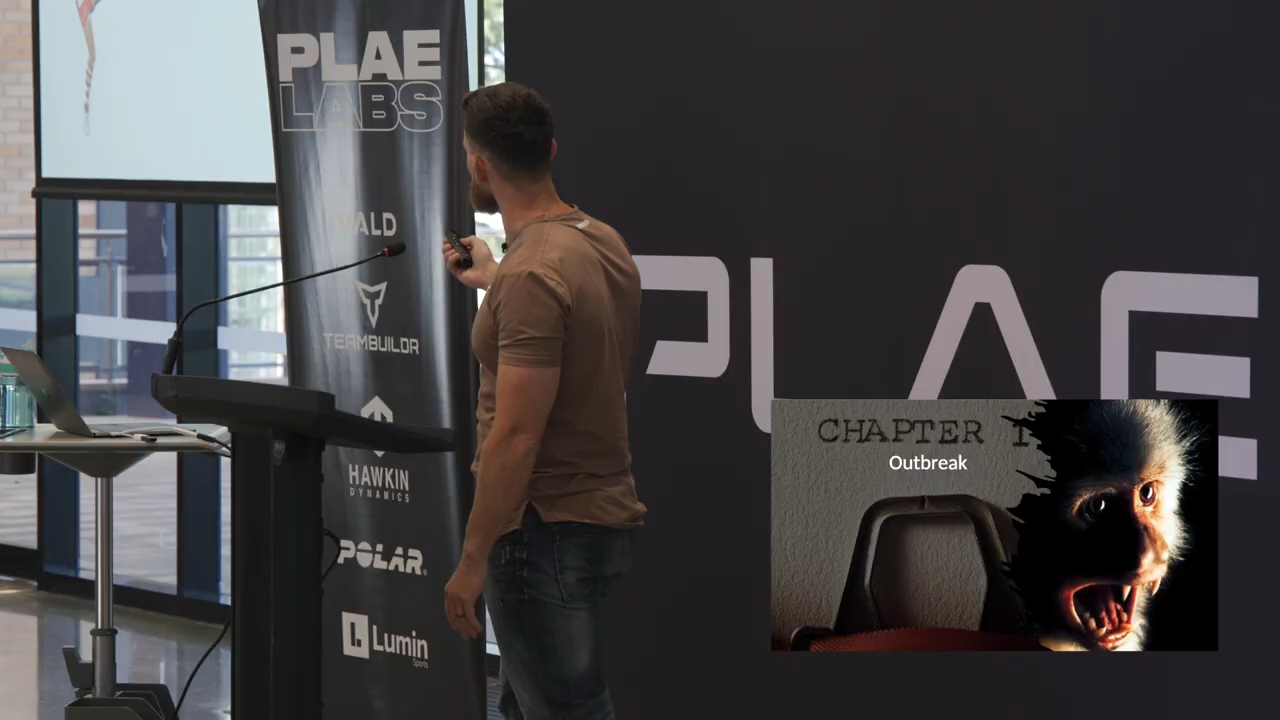 PLAE
LABS
VALD
TEAMBUILDR
HAWKIN
DYNAMICS
POLAR.
Lumin
Sports
PLAE
CHAPTER 1
Outbreak